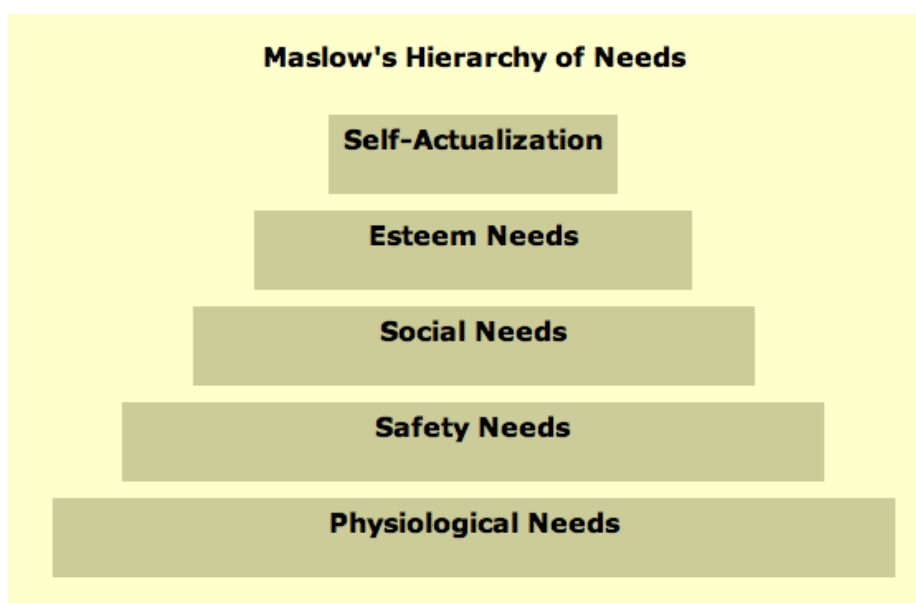 Maslow's Hierarchy of Needs
Self-Actualization
Esteem Needs
Social Needs
Safety Needs
Physiological Needs